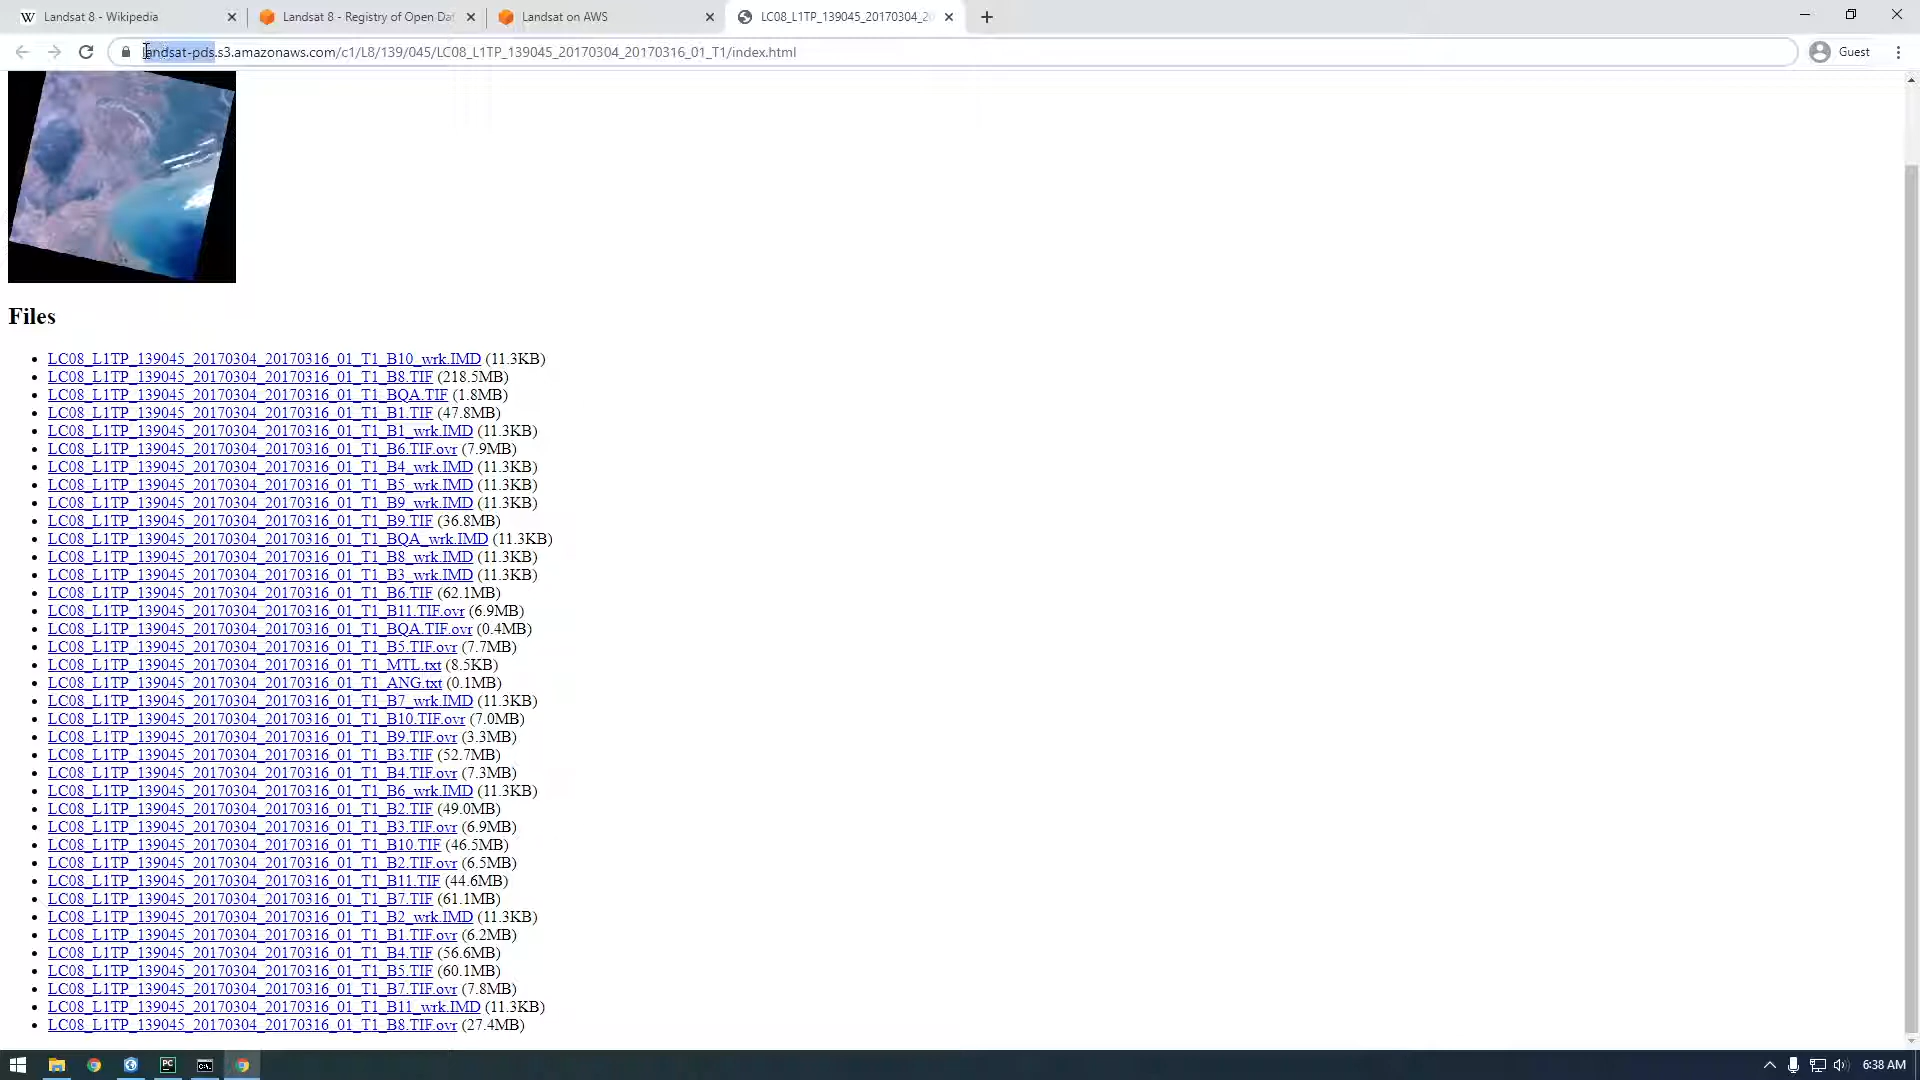 Landsat 8 - Wikipedia
Landsat 8 - Registry of Open Dat
Landsat on AWS
LC08_L1TP_139045_20170304_20
landsat-pds.s3.amazonaws.com/c1/L8/139/045/LC08_L1TP_139045_20170304_20170316_01_T1/index.html
Guest
Files
LC08_L1TP_139045_20170304_20170316_01_T1_B10_wrk.IMD (11.3KB)
LC08_L1TP_139045_20170304_20170316_01_T1_B8.TIF (218.5MB)
LC08_L1TP_139045_20170304_20170316_01_T1_BQA.TIF (1.8MB)
LC08_L1TP_139045_20170304_20170316_01_T1_B1.TIF (47.8MB)
LC08_L1TP_139045_20170304_20170316_01_T1_B1_wrk.IMD (11.3KB)
LC08_L1TP_139045_20170304_20170316_01_T1_B6.TIF.ovr (7.9MB)
LC08_L1TP_139045_20170304_20170316_01_T1_B4_wrk.IMD (11.3KB)
LC08_L1TP_139045_20170304_20170316_01_T1_B5_wrk.IMD (11.3KB)
LC08_L1TP_139045_20170304_20170316_01_T1_B9_wrk.IMD (11.3KB)
LC08_L1TP_139045_20170304_20170316_01_T1_B9.TIF (36.8MB)
LC08_L1TP_139045_20170304_20170316_01_T1_BQA_wrk.IMD (11.3KB)
LC08_L1TP_139045_20170304_20170316_01_T1_B8_wrk.IMD (11.3KB)
LC08_L1TP_139045_20170304_20170316_01_T1_B3_wrk.IMD (11.3KB)
LC08_L1TP_139045_20170304_20170316_01_T1_B6.TIF (62.1MB)
LC08_L1TP_139045_20170304_20170316_01_T1_B11.TIF.ovr (6.9MB)
LC08_L1TP_139045_20170304_20170316_01_T1_BQA.TIF.ovr (0.4MB)
LC08_L1TP_139045_20170304_20170316_01_T1_B5.TIF.ovr (7.7MB)
LC08_L1TP_139045_20170304_20170316_01_T1_MTL.txt (8.5KB)
LC08_L1TP_139045_20170304_20170316_01_T1_ANG.txt (0.1MB)
LC08_L1TP_139045_20170304_20170316_01_T1_B7_wrk.IMD (11.3KB)
LC08_L1TP_139045_20170304_20170316_01_T1_B10.TIF.ovr (7.0MB)
LC08_L1TP_139045_20170304_20170316_01_T1_B9.TIF.ovr (3.3MB)
LC08_L1TP_139045_20170304_20170316_01_T1_B3.TIF (52.7MB)
LC08_L1TP_139045_20170304_20170316_01_T1_B4.TIF.ovr (7.3MB)
LC08_L1TP_139045_20170304_20170316_01_T1_B6_wrk.IMD (11.3KB)
LC08_L1TP_139045_20170304_20170316_01_T1_B2.TIF (49.0MB)
LC08_L1TP_139045_20170304_20170316_01_T1_B3.TIF.ovr (6.9MB)
LC08_L1TP_139045_20170304_20170316_01_T1_B10.TIF (46.5MB)
LC08_L1TP_139045_20170304_20170316_01_T1_B2.TIF.ovr (6.5MB)
LC08_L1TP_139045_20170304_20170316_01_T1_B11.TIF (44.6MB)
LC08_L1TP_139045_20170304_20170316_01_T1_B7.TIF (61.1MB)
LC08_L1TP_139045_20170304_20170316_01_T1_B2_wrk.IMD (11.3KB)
LC08_L1TP_139045_20170304_20170316_01_T1_B1.TIF.ovr (6.2MB)
LC08_L1TP_139045_20170304_20170316_01_T1_B4.TIF (56.6MB)
LC08_L1TP_139045_20170304_20170316_01_T1_B5.TIF (60.1MB)
LC08_L1TP_139045_20170304_20170316_01_T1_B7.TIF.ovr (7.8MB)
LC08_L1TP_139045_20170304_20170316_01_T1_B11_wrk.IMD (11.3KB)
LC08_L1TP_139045_20170304_20170316_01_T1_B8.TIF.ovr (27.4MB)
6:38 AM